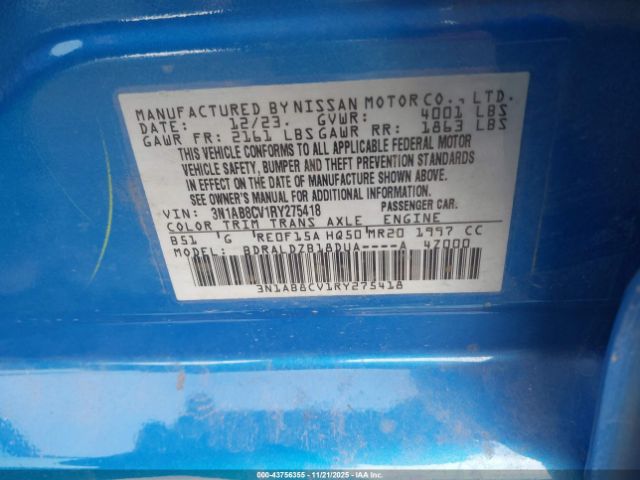 MANUFACTURED BY NISSAN MOTOR CO., LTD.
DATE: 12/23. GVWR: 4001 LBS
GAWR FR: 2161 LBS GAWR RR: 1863 LBS
THIS VEHICLE CONFORMS TO ALL APPLICABLE FEDERAL MOTOR
VEHICLE SAFETY, BUMPER AND THEFT PREVENTION STANDARDS
IN EFFECT ON THE DATE OF MANUFACTURE SHOWN ABOVE.
SEE OWNER'S MANUAL OR MORE INFORMATION.
VIN: 3N1AB8CV1RY275418 PASSENGER CAR.
COLOR TRIM TRANS AXLE ENGINE
B51 G RE0F15A HQ50 MR20 1997 CC
MODEL: BDRALDZB18DUA----A 47000
3N1AB8CV1RY275418
000-43756355 - 11/21/2025 - IAA Inc.